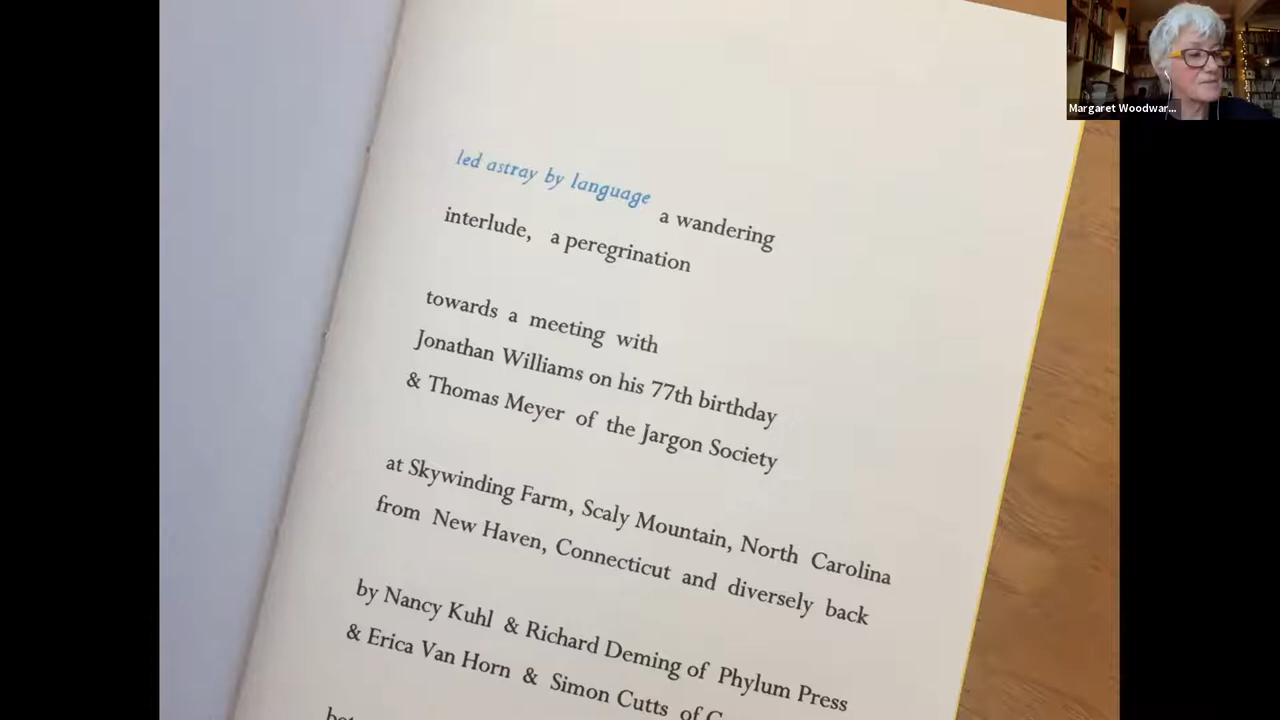 Margaret Woodwar...
led astray by language a wandering
interlude, a peregrination
towards a meeting with
Jonathan Williams on his 77th birthday
& Thomas Meyer of the Jargon Society
at Skywinding Farm, Scaly Mountain, North Carolina
from New Haven, Connecticut and diversely back
by Nancy Kuhl & Richard Deming of Phylum Press
& Erica Van Horn & Simon Cutts of